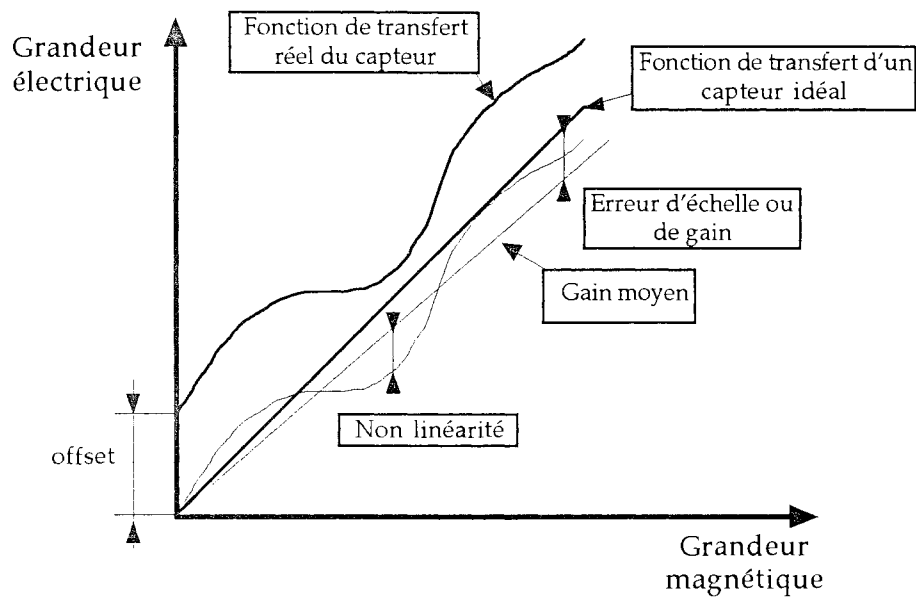 Grandeur
électrique
Fonction de transfert
réel du capteur
Fonction de transfert d'un
capteur idéal
Erreur d'échelle ou
de gain
Gain moyen
Non linéarité
offset
Grandeur
magnétique